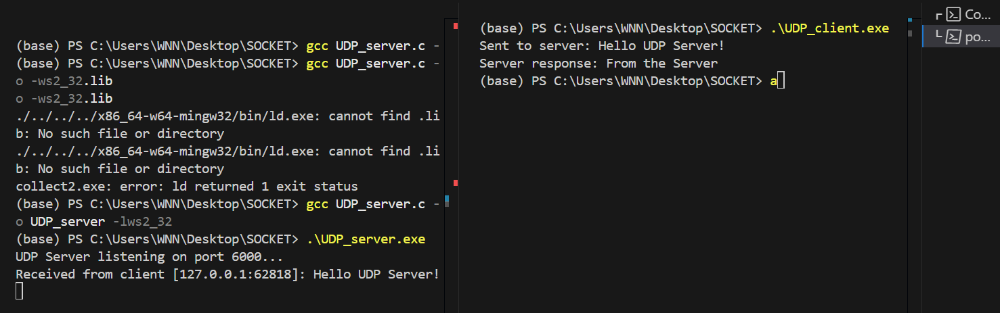 (base) PS C:\Users\WNN\Desktop\SOCKET> gcc UDP_server.c -
(base) PS C:\Users\WNN\Desktop\SOCKET> gcc UDP_server.c -
o -ws2_32.lib
o -ws2_32.lib
./../../../x86_64-w64-mingw32/bin/ld.exe: cannot find .li
b: No such file or directory
./../../../x86_64-w64-mingw32/bin/ld.exe: cannot find .li
b: No such file or directory
collect2.exe: error: ld returned 1 exit status
(base) PS C:\Users\WNN\Desktop\SOCKET> gcc UDP_server.c -
o UDP_server -lws2_32
(base) PS C:\Users\WNN\Desktop\SOCKET> .\UDP_server.exe
UDP Server listening on port 6000...
Received from client [127.0.0.1:62818]: Hello UDP Server!
(base) PS C:\Users\WNN\Desktop\SOCKET> .\UDP_client.exe
Sent to server: Hello UDP Server!
Server response: From the Server
(base) PS C:\Users\WNN\Desktop\SOCKET> a
Co...
po...